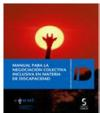 MANUAL PARA LA
NEGOCIACIÓN COLECTIVA
INCLUSIVA EN MATERIA
DE DISCAPACIDAD